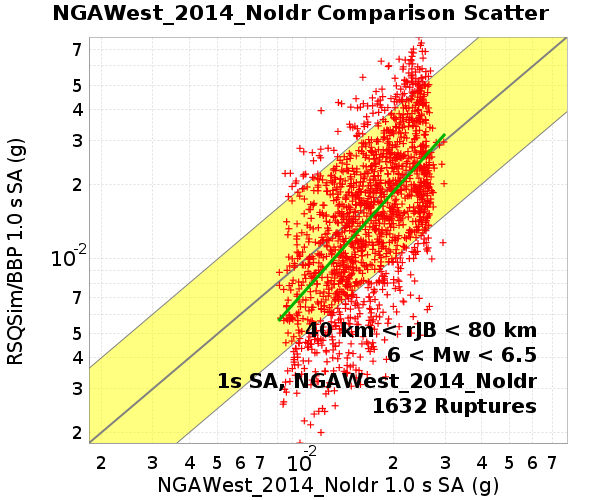 NGAWest_2014_NoIdr Comparison Scatter
7
5
4
3
2
10-2
7
5
4
3
2
RSQSim/BBP 1.0 s SA (g)
40 km < rJB < 80 km
6 < Mw < 6.5
1s SA, NGAWest_2014_NoIdr
1632 Ruptures
2 3 4 5 6 7 10-2 2 3 4 5 6 7
NGAWest_2014_NoIdr 1.0 s SA (g)